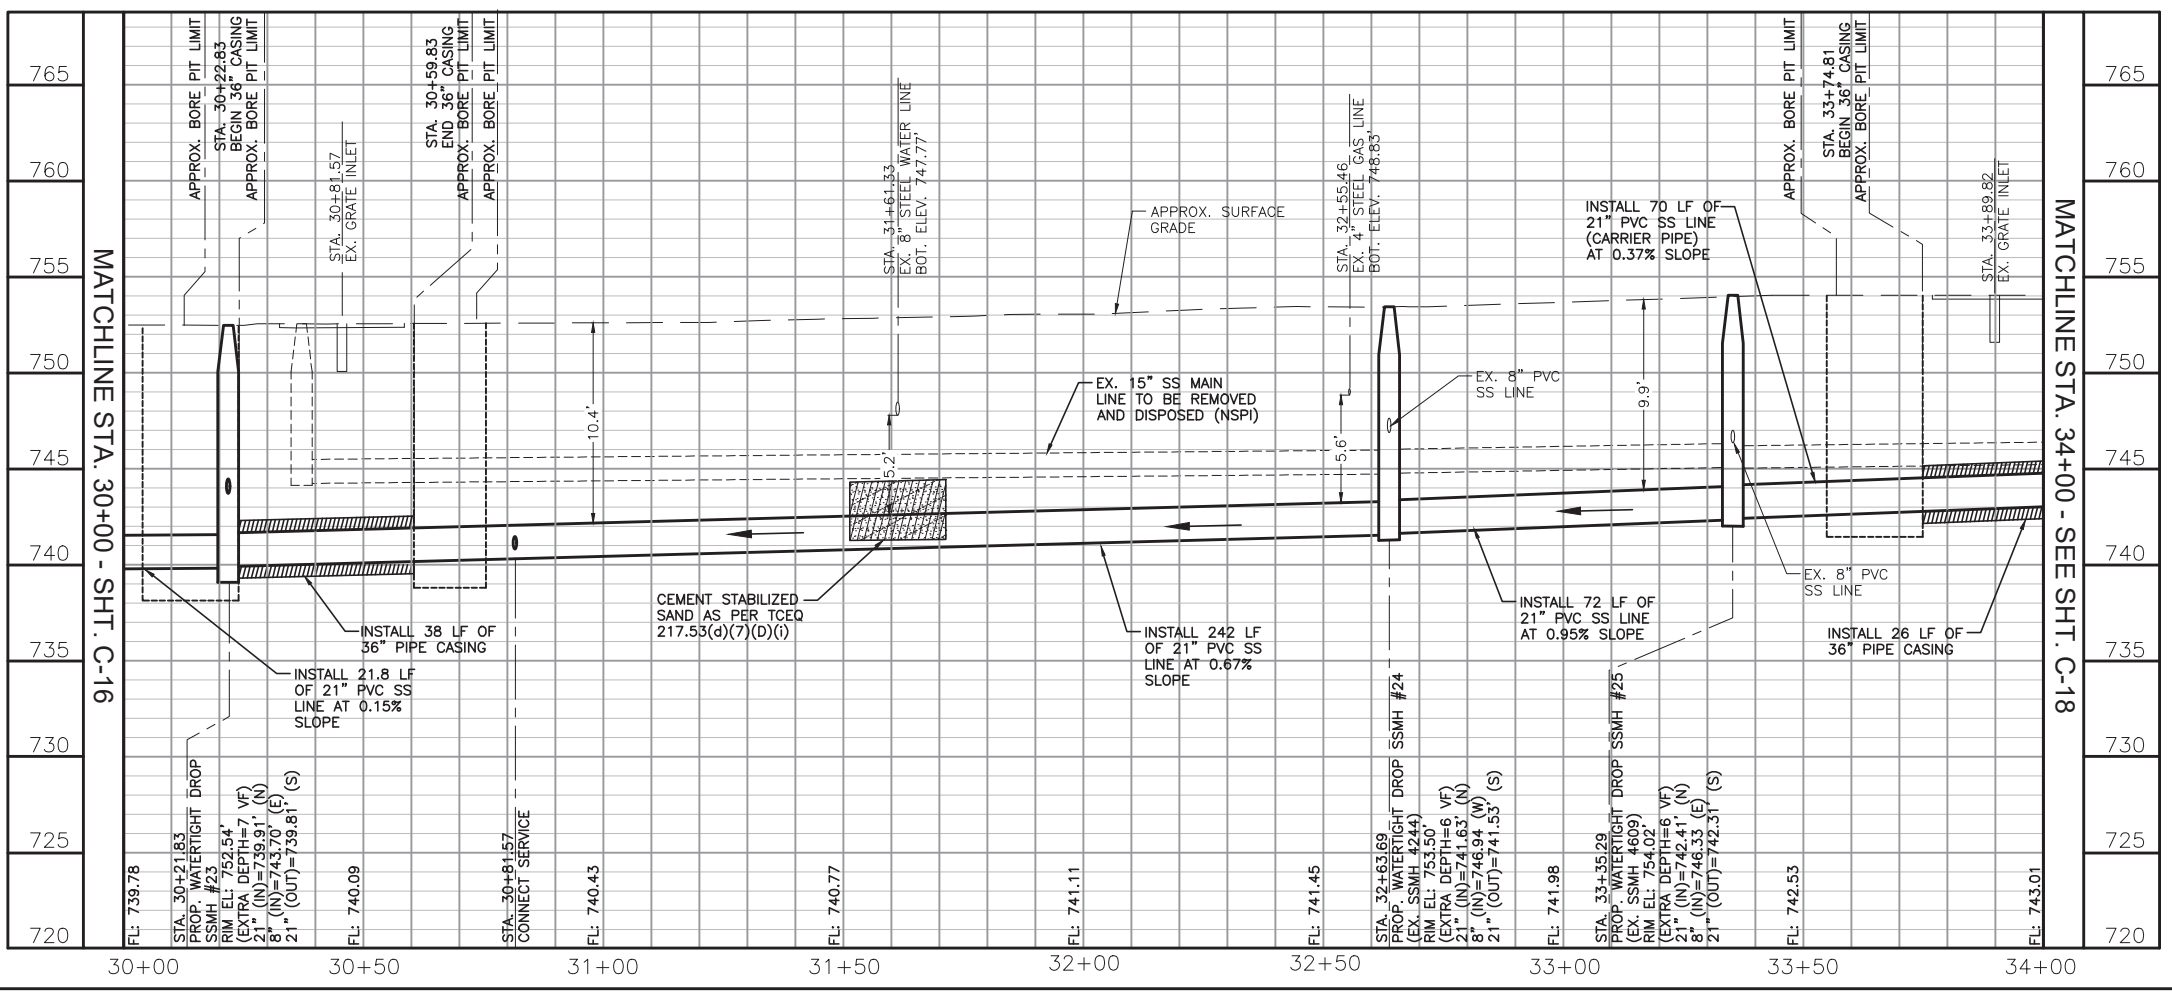 765
760
755
750
745
740
735
730
725
720
MATCHLINE STA. 30+00 - SHT. C-16
APPROX. BORE PIT LIMIT
STA. 30+22.83
BEGIN 36" CASING
APPROX. BORE PIT LIMIT
STA. 30+81.57
EX. GRATE INLET
STA. 30+59.83
END 36" CASING
APPROX. BORE PIT LIMIT
APPROX. BORE PIT LIMIT
STA. 31+61.33
EX. 8" STEEL WATER LINE
BOT. ELEV. 747.77'
APPROX. SURFACE
GRADE
STA. 32+55.46
EX. 4" STEEL GAS LINE
BOT. ELEV. 748.83'
INSTALL 70 LF OF
21" PVC SS LINE
(CARRIER PIPE)
AT 0.37% SLOPE
APPROX. BORE PIT LIMIT
STA. 33+74.81
BEGIN 36" CASING
APPROX. BORE PIT LIMIT
STA. 33+89.82
EX. GRATE INLET
10.4'
5.2'
EX. 15" SS MAIN
LINE TO BE REMOVED
AND DISPOSED (NSPI)
5.6'
EX. 8" PVC
SS LINE
9.9'
INSTALL 38 LF OF
36" PIPE CASING
INSTALL 21.8 LF
OF 21" PVC SS
LINE AT 0.15%
SLOPE
CEMENT STABILIZED
SAND AS PER TCEQ
217.53(d)(7)(D)(i)
INSTALL 242 LF
OF 21" PVC SS
LINE AT 0.67%
SLOPE
INSTALL 72 LF OF
21" PVC SS LINE
AT 0.95% SLOPE
EX. 8" PVC
SS LINE
INSTALL 26 LF OF
36" PIPE CASING
FL: 739.78
STA. 30+21.83
PROP. WATERTIGHT DROP
SSMH #23
RIM EL: 752.54'
(EXTRA DEPTH=7 VF)
21" (IN)=739.91' (N)
8" (IN)=743.70' (E)
21" (OUT)=739.81' (S)
FL: 740.09
STA. 30+81.57
CONNECT SERVICE
FL: 740.43
FL: 740.77
FL: 741.11
FL: 741.45
STA. 32+63.69
PROP. WATERTIGHT DROP SSMH #24
(EX. SSMH 4244)
RIM EL: 753.50'
(EXTRA DEPTH=6 VF)
21" (IN)=741.63' (N)
8" (IN)=746.94 (W)
21" (OUT)=741.53' (S)
FL: 741.98
STA. 33+35.29
PROP. WATERTIGHT DROP SSMH #25
(EX. SSMH 4609)
RIM EL: 754.02'
(EXTRA DEPTH=6 VF)
21" (IN)=742.41' (N)
8" (IN)=746.33 (E)
21" (OUT)=742.31' (S)
FL: 742.53
FL: 743.01
MATCHLINE STA. 34+00 - SEE SHT. C-18
765
760
755
750
745
740
735
730
725
720
30+00
30+50
31+00
31+50
32+00
32+50
33+00
33+50
34+00